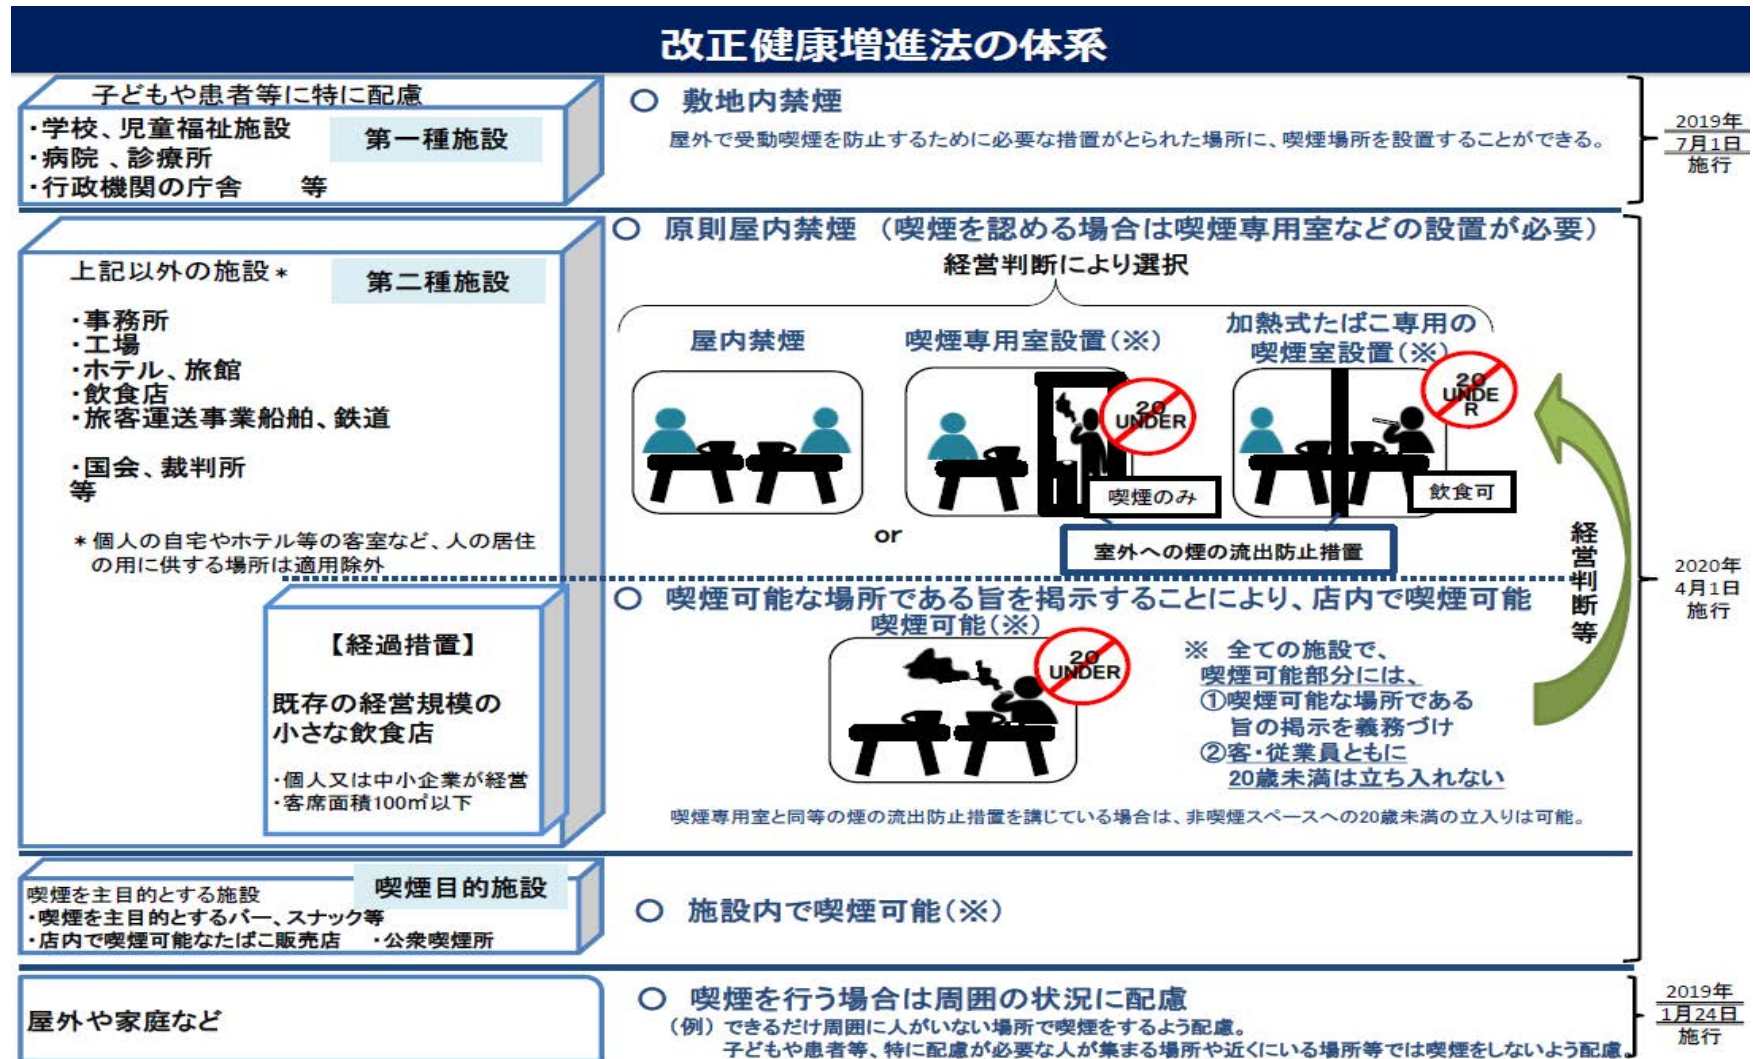 改正健康増進法の体系
子どもや患者等に特に配慮
・学校、児童福祉施設
・病院 、診療所
・行政機関の庁舎　　等
第一種施設
○ 敷地内禁煙
屋外で受動喫煙を防止するために必要な措置がとられた場所に、喫煙場所を設置することができる。
2019年
7月1日
施行
上記以外の施設*
第二種施設
・事務所
・工場
・ホテル、旅館
・飲食店
・旅客運送事業船舶、鉄道
・国会、裁判所
等
*個人の自宅やホテル等の客室など、人の居住
の用に供する場所は適用除外
○ 原則屋内禁煙 （喫煙を認める場合は喫煙専用室などの設置が必要）
経営判断により選択
屋内禁煙
喫煙専用室設置(※)
加熱式たばこ専用の
喫煙室設置(※)
20
UNDER
20
UNDE
R
喫煙のみ
飲食可
or
室外への煙の流出防止措置
経営判断等
2020年
4月1日
施行
【経過措置】
既存の経営規模の
小さな飲食店
・個人又は中小企業が経営
・客席面積100㎡以下
○ 喫煙可能な場所である旨を掲示することにより、店内で喫煙可能
喫煙可能(※)
20
UNDER
※ 全ての施設で、
喫煙可能部分には、
①喫煙可能な場所である
旨の掲示を義務づけ
②客・従業員ともに
20歳未満は立ち入れない
喫煙専用室と同等の煙の流出防止措置を講じている場合は、非喫煙スペースへの20歳未満の立入りは可能。
喫煙目的施設
喫煙を主目的とする施設
・喫煙を主目的とするバー、スナック等
・店内で喫煙可能なたばこ販売店　・公衆喫煙所
○ 施設内で喫煙可能(※)
屋外や家庭など
○ 喫煙を行う場合は周囲の状況に配慮
（例）できるだけ周囲に人がいない場所で喫煙をするよう配慮。
子どもや患者等、特に配慮が必要な人が集まる場所や近くにいる場所等では喫煙をしないよう配慮。
2019年
1月24日
施行